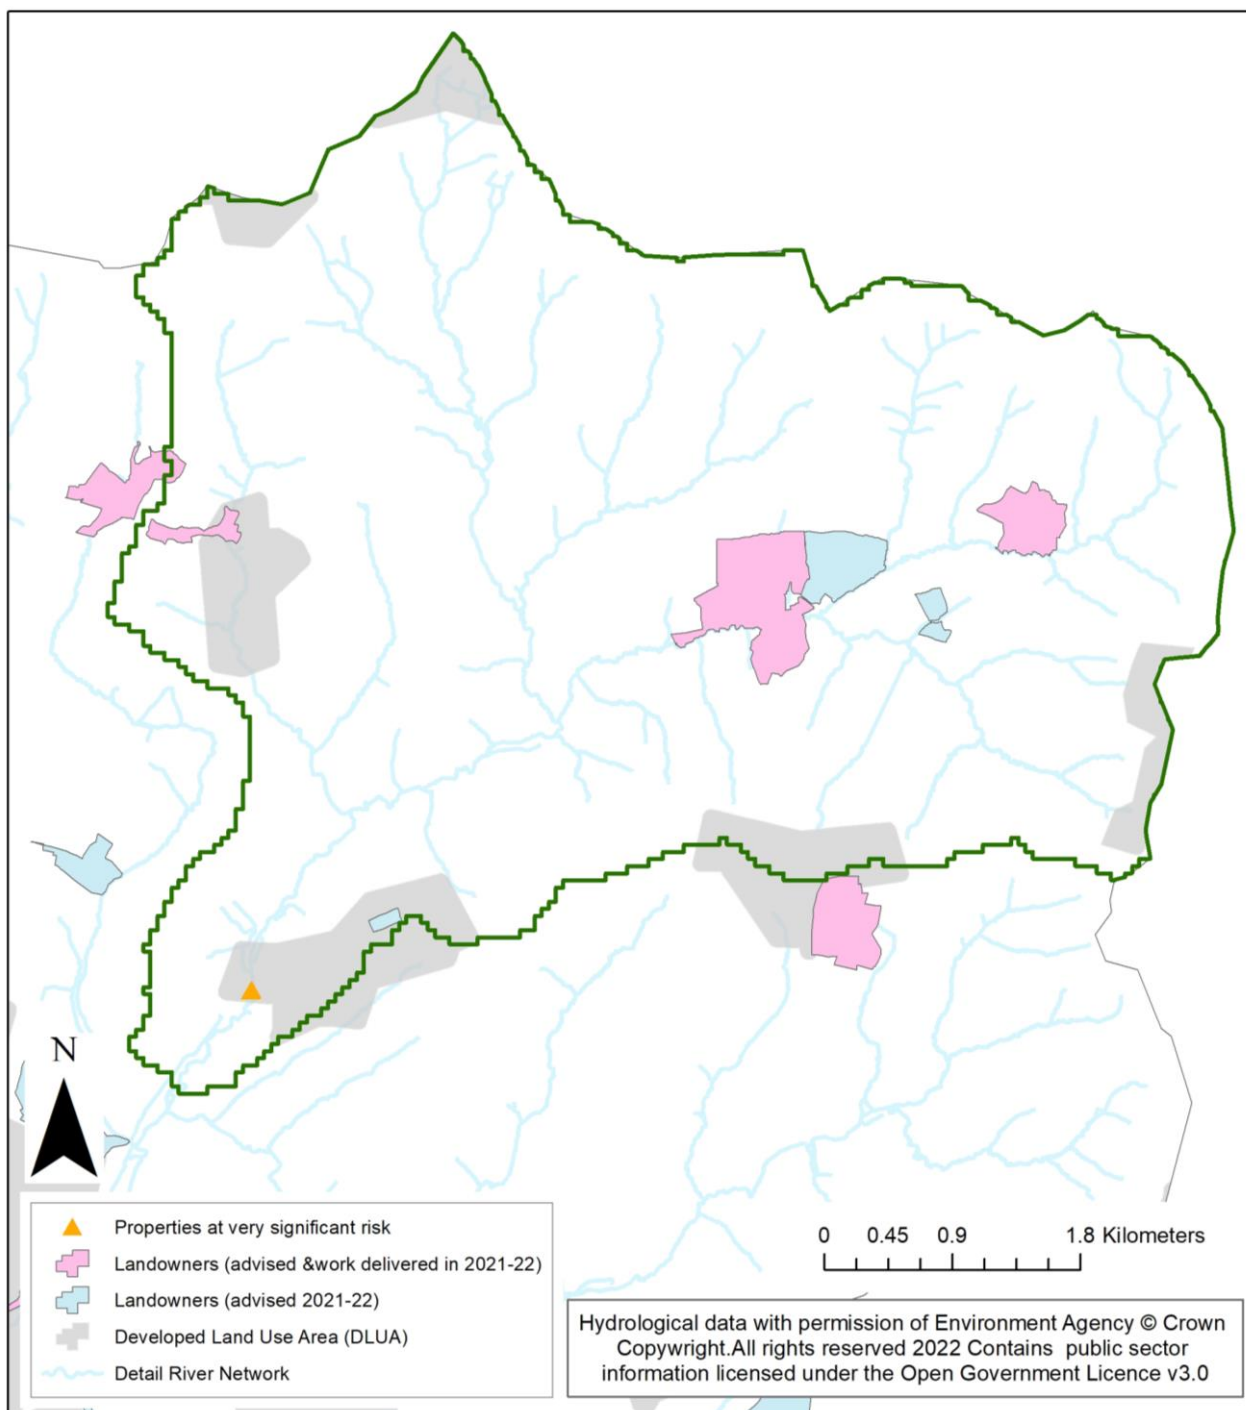 N
Properties at very significant risk
Landowners (advised &work delivered in 2021-22)
Landowners (advised 2021-22)
Developed Land Use Area (DLUA)
Detail River Network
0 0.45 0.9 1.8 Kilometers
Hydrological data with permission of Environment Agency © Crown
Copyright.All rights reserved 2022 Contains public sector
information licensed under the Open Government Licence v3.0